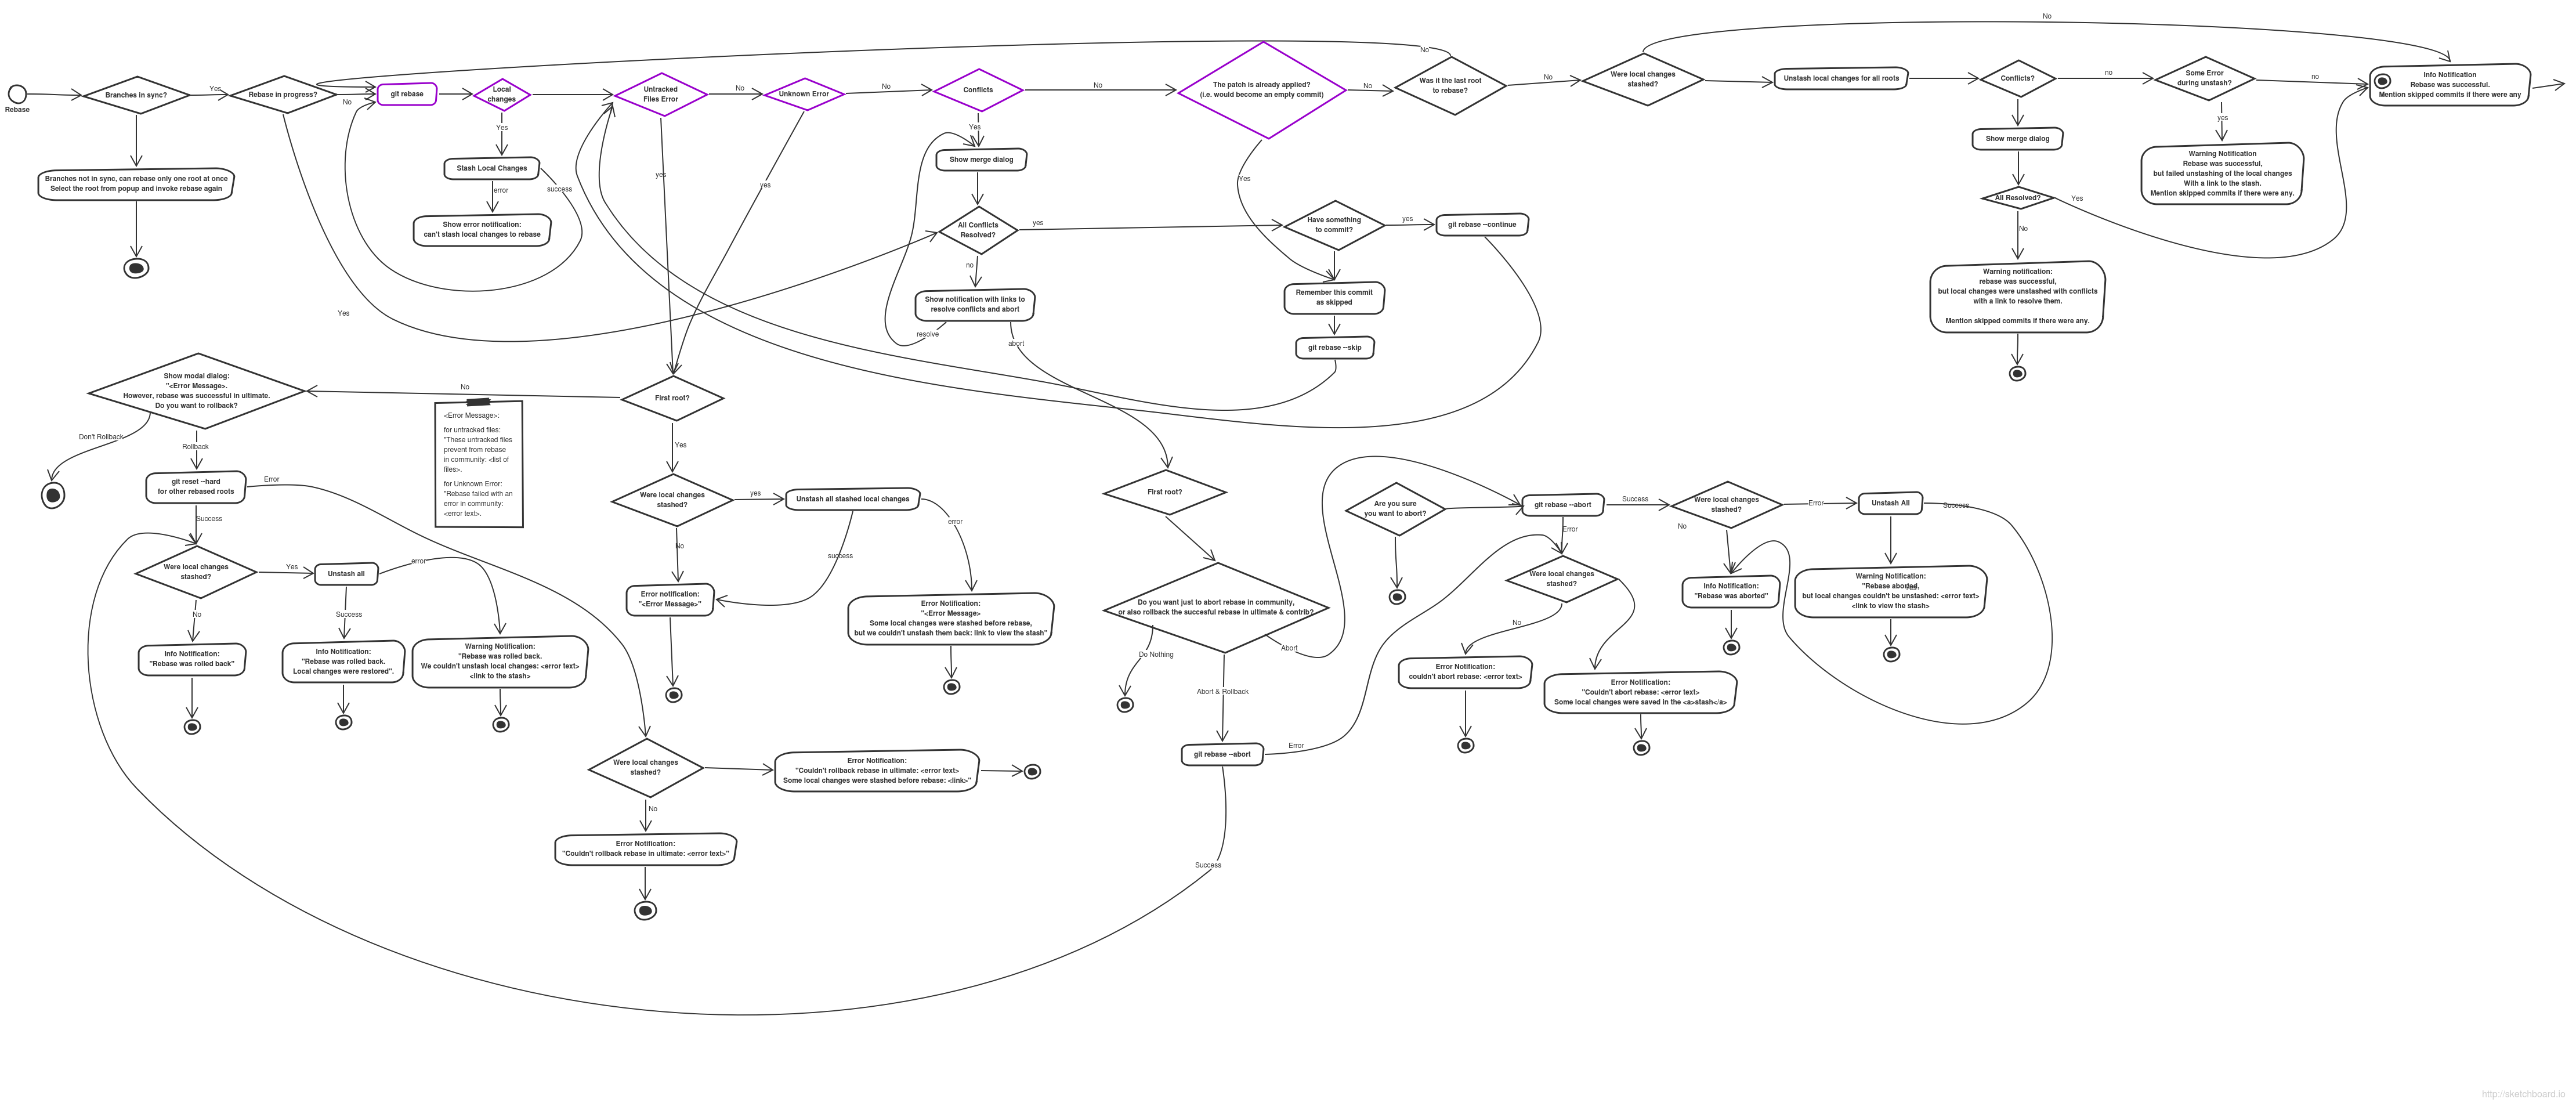 No
Rebase
Branches in sync?
Yes
Rebase in progress?
No
git rebase
Local
changes
Untracked
Files Error
No
Unknown Error
No
Conflicts
No
The patch is already applied?
(i.e. would become an empty commit)
No
No
Was it the last root
to rebase?
No
Were local changes
stashed?
Unstash local changes for all roots
Conflicts?
no
Some Error
during unstash?
no
Info Notification
Rebase was successful.
Mention skipped commits if there were any
Branches not in sync, can rebase only one root at once
Select the root from popup and invoke rebase again
Yes
Stash Local Changes
error
success
Show error notification:
can't stash local changes to rebase
yes
yes
Yes
Show merge dialog
All Conflicts
Resolved?
yes
no
Show notification with links to
resolve conflicts and abort
resolve
abort
Yes
Have something
to commit?
yes
git rebase --continue
Remember this commit
as skipped
git rebase --skip
Show merge dialog
All Resolved?
Yes
No
Warning notification:
rebase was successful,
but local changes were unstashed with conflicts
with a link to resolve them.
Mention skipped commits if there were any.
yes
Warning Notification
Rebase was successful,
but failed unstashing of the local changes
With a link to the stash.
Mention skipped commits if there were any.
Yes
Show modal dialog:
"<Error Message>.
However, rebase was successful in ultimate.
Do you want to rollback?
No
First root?
Don't Rollback
Rollback
git reset --hard
for other rebased roots
Error
Success
<Error Message>:
for untracked files:
"These untracked files
prevent from rebase
in community: <list of
files>.
for Unknown Error:
"Rebase failed with an
error in community:
<error text>.
Yes
Were local changes
stashed?
yes
Unstash all stashed local changes
error
success
No
Error notification:
"<Error Message>"
Error Notification:
"<Error Message>
Some local changes were stashed before rebase,
but we couldn't unstash them back: link to view the stash"
Were local changes
stashed?
Yes
Unstash all
error
No
Success
Info Notification:
"Rebase was rolled back"
Info Notification:
"Rebase was rolled back.
Local changes were restored".
Warning Notification:
"Rebase was rolled back.
We couldn't unstash local changes: <error text>
<link to the stash>
Were local changes
stashed?
Error Notification:
"Couldn't rollback rebase in ultimate: <error text>
Some local changes were stashed before rebase: <link>"
No
Error Notification:
"Couldn't rollback rebase in ultimate: <error text>"
First root?
Do you want just to abort rebase in community,
or also rollback the succesful rebase in ultimate & contrib?
Do Nothing
Abort
Abort & Rollback
git rebase --abort
Error
Success
Are you sure
you want to abort?
git rebase --abort
Success
Error
Were local changes
stashed?
No
Error Notification:
couldn't abort rebase: <error text>
Error Notification:
"Couldn't abort rebase: <error text>
Some local changes were saved in the <a>stash</a>
Were local changes
stashed?
Error
Unstash All
Success
No
Info Notification:
"Rebase was aborted"
Warning Notification:
"Rebase aborted,
but local changes couldn't be unstashed: <error text>
<link to view the stash>
http://sketchboard.io